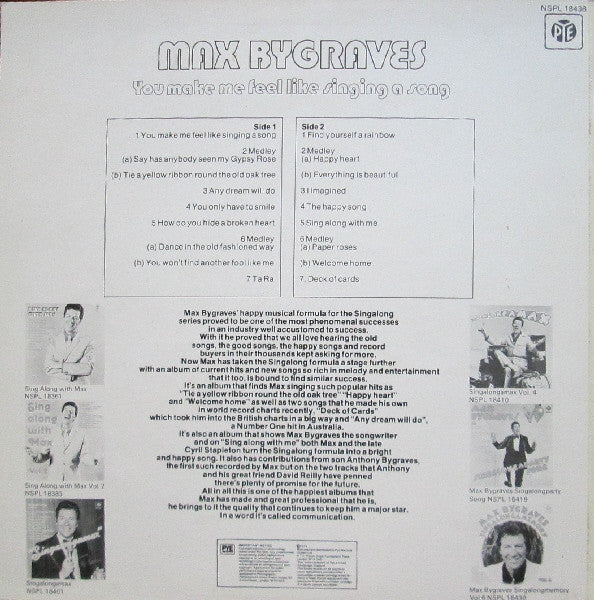 NSPL 18436
PYE
MAX BYGRAVES
You make me feel like singing a song
Side 1
1 You make me feel like singing a song
2 Medley
(a) Say has anybody seen my Gypsy Rose
(b) Tie a yellow ribbon round the old oak tree
3 Any dream will do
4 You only have to smile
5 How do you hide a broken heart
6 Medley
(a) Dance in the old fashioned way
(b) You won't find another fool like me
7 Ta Ra
Side 2
1 Find yourself a rainbow
2 Medley
(a) Happy heart
(b) Everything is beautiful
3 I imagined
4 The happy song
5 Sing along with me
6 Medley
(a) Paper roses
(b) Welcome home
7. Deck of cards
Max Bygraves' happy musical formula for the Singalong
series proved to be one of the most phenomenal successes
in an industry well accustomed to success.
With it he proved that we all love hearing the old
songs, the good songs, the happy songs and record
buyers in their thousands kept asking for more.
Now Max has taken the Singalong formula a stage further
with an album of current hits and new songs so rich in melody and entertainment
that it too, is bound to find similar success.
It's an album that finds Max singing such popular hits as
"Tie a yellow ribbon round the old oak tree" "Happy heart"
and "Welcome home" as well as two songs that he made his own
in world record charts recently, "Deck of Cards"
which took him into the British charts in a big way and "Any dream will do",
a Number One hit in Australia.
It's also an album that shows Max Bygraves the songwriter
and on "Sing along with me" both Max and the late
Cyril Stapleton turn the Singalong formula into a bright
and happy song. It also has contributions from son Anthony Bygraves,
the first such recorded by Max but on the two tracks that Anthony
and his great friend David Reilly have penned
there's plenty of promise for the future.
All in all this is one of the happiest albums that
Max has made and great professional that he is,
he brings to it the quality that continues to keep him a major star.
In a word it's called communication.
Sing Along with Max
NSPL 18361
Sing along with Max
Sing Along with Max Vol 2
NSPL 18383
Singalongamax
NSPL 18401
Singalongamax Vol. 4
NSPL 18410
Max Bygraves Singalongparty
Song NSPL 18419
MAX BYGRAVES
Max Bygraves Singalongmemory
Vol 6 NSPL 18430
PYE